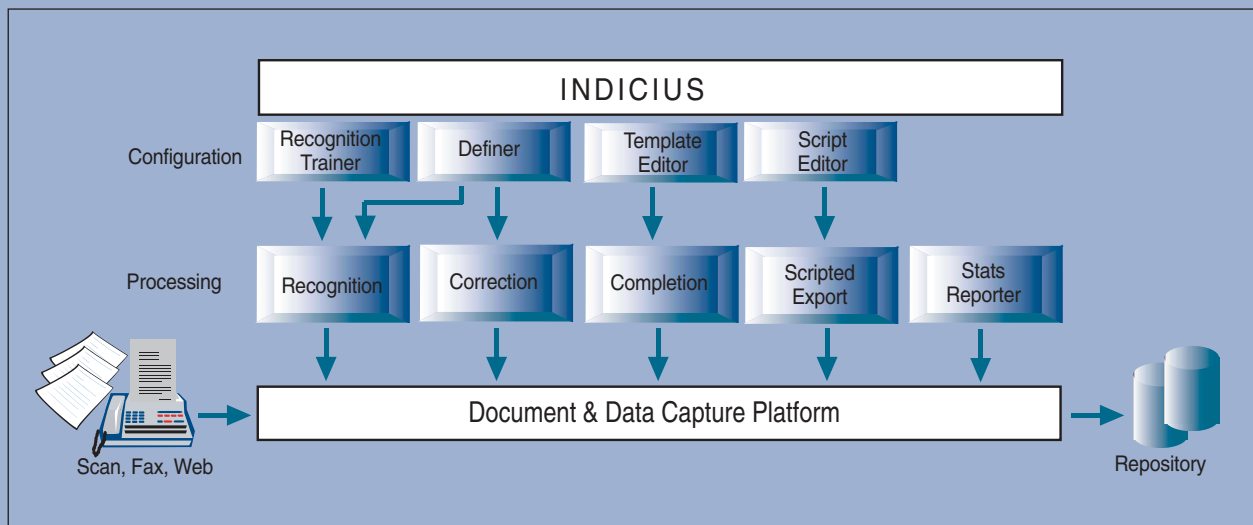 INDICIUS
Configuration
Recognition
Trainer
Definer
Template
Editor
Script
Editor
Processing
Recognition
Correction
Completion
Scripted
Export
Stats
Reporter
Document & Data Capture Platform
Scan, Fax, Web
Repository